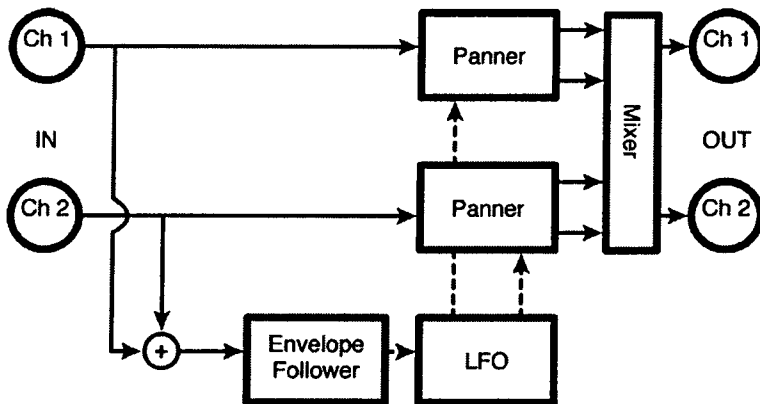 Ch 1
Panner
Ch 1
IN
Mixer
OUT
Ch 2
Panner
Ch 2
+
Envelope
Follower
LFO